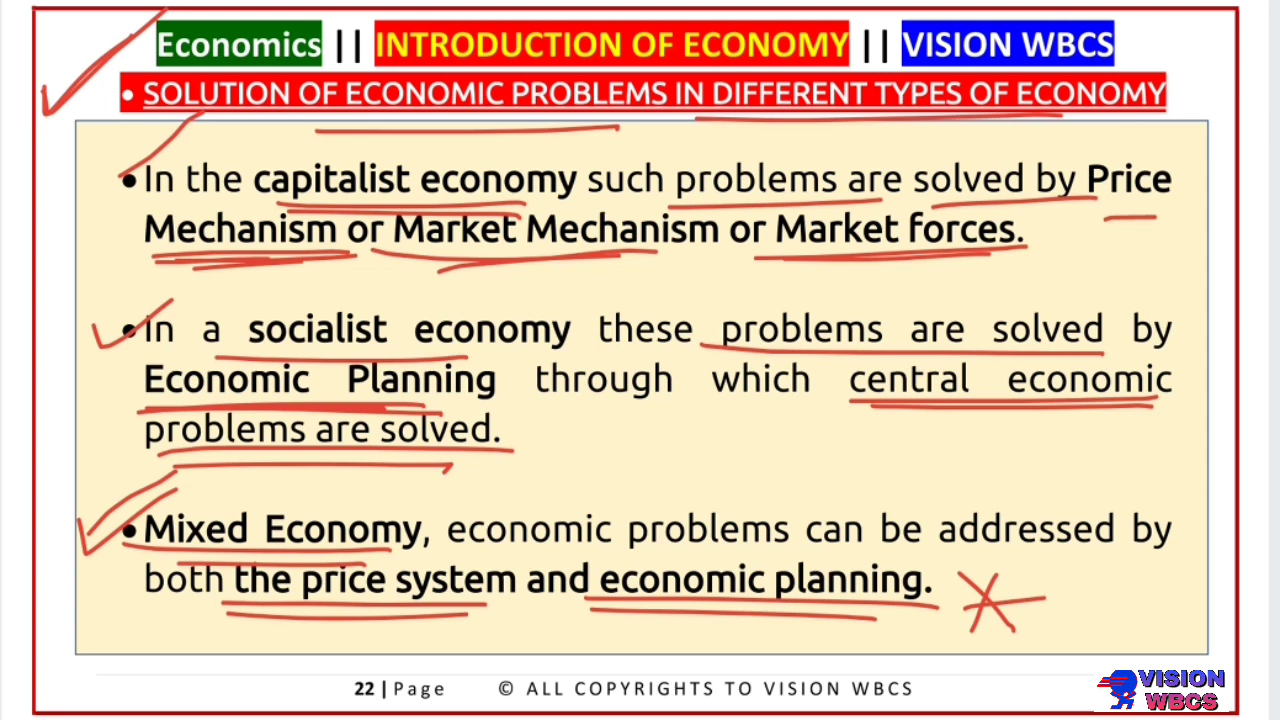 Economics || INTRODUCTION OF ECONOMY || VISION WBCS
• SOLUTION OF ECONOMIC PROBLEMS IN DIFFERENT TYPES OF ECONOMY
• In the capitalist economy such problems are solved by Price
Mechanism or Market Mechanism or Market forces.
• In a socialist economy these problems are solved by
Economic Planning through which central economic
problems are solved.
• Mixed Economy, economic problems can be addressed by
both the price system and economic planning.
22 | Page © ALL COPYRIGHTS TO VISION WBCS
VISION
WBCS